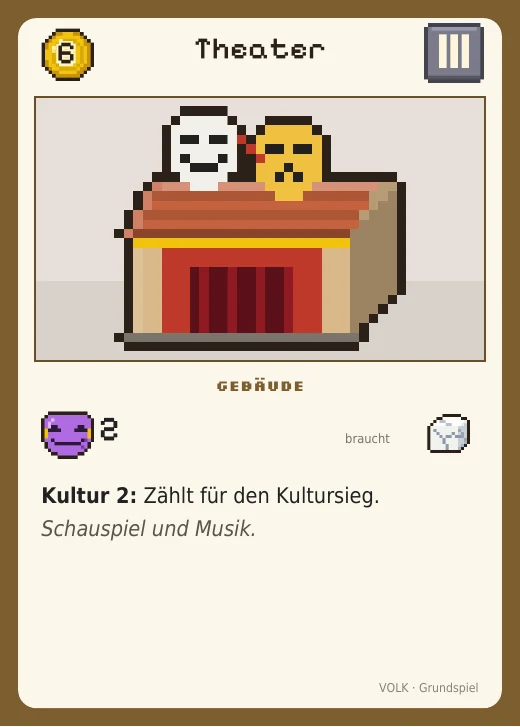 6
Theater
III
GEBÄUDE
2
braucht
Kultur 2: Zählt für den Kultursieg.
Schauspiel und Musik.
VOLK · Grundspiel